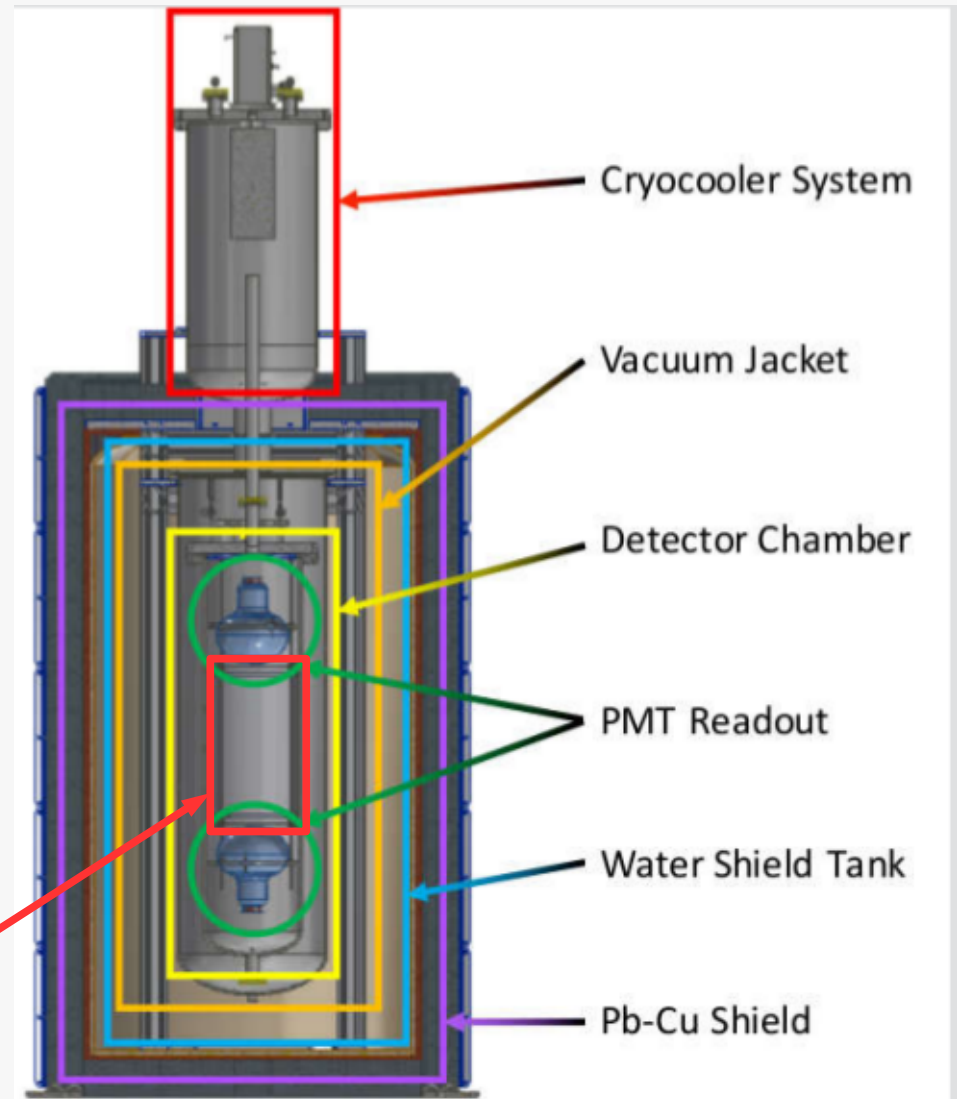 Cryocooler System
Vacuum Jacket
Detector Chamber
PMT Readout
Water Shield Tank
Pb-Cu Shield